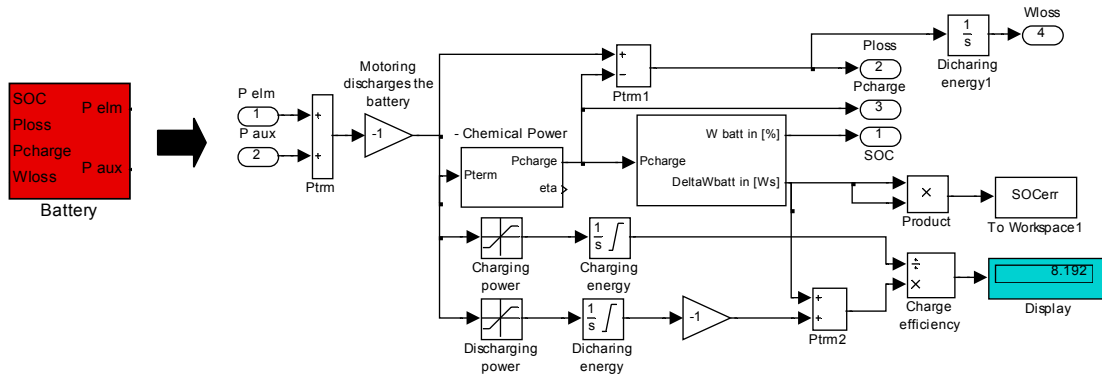 SOC
P elm
Ploss
Pcharge
P aux
Wloss
Battery
P elm
1
P aux
2
+
+
Ptrm
Motoring
discharges the
battery
-1
- Chemical Power
Pterm
Pcharge
eta
+
−
Ptrm1
Pcharge
W batt in [%]
DeltaWbatt in [Ws]
1
s
Dicharing
energy1
Wloss
4
Ploss
2
Pcharge
3
1
SOC
×
Product
SOCerr
To Workspace1
Charging
power
1
s
Charging
energy
Discharging
power
1
s
Dicharing
energy
-1
+
+
Ptrm2
÷
×
Charge
efficiency
8.192
Display